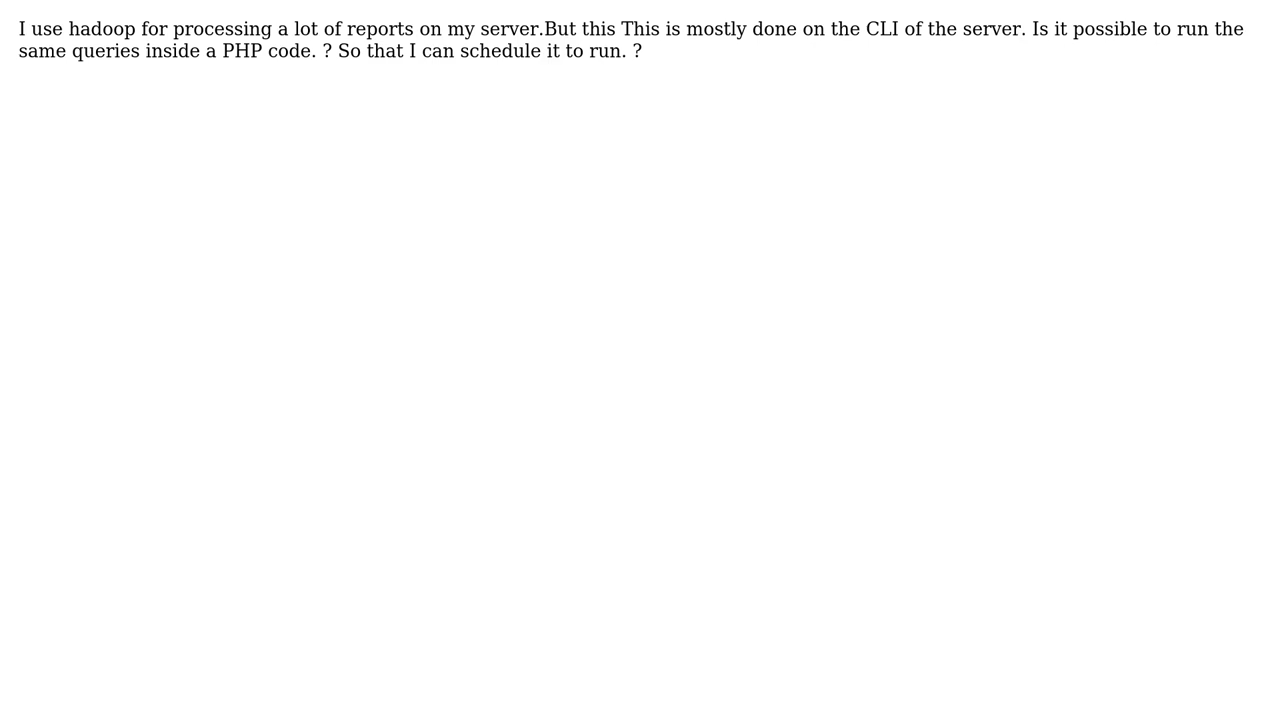 I use hadoop for processing a lot of reports on my server.But this This is mostly done on the CLI of the server. Is it possible to run the
same queries inside a PHP code. ? So that I can schedule it to run. ?